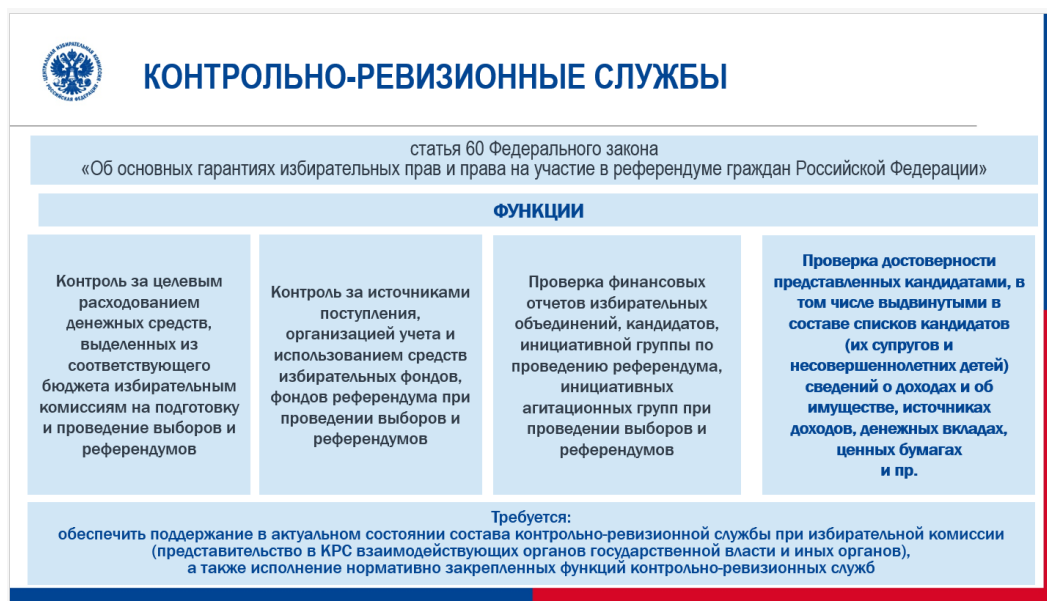 ЦЕНТРАЛЬНАЯ ИЗБИРАТЕЛЬНАЯ КОМИССИЯ
РОССИЙСКАЯ ФЕДЕРАЦИЯ
КОНТРОЛЬНО-РЕВИЗИОННЫЕ СЛУЖБЫ
статья 60 Федерального закона
«Об основных гарантиях избирательных прав и права на участие в референдуме граждан Российской Федерации»
ФУНКЦИИ
Контроль за целевым
расходованием
денежных средств,
выделенных из
соответствующего
бюджета избирательным
комиссиям на подготовку
и проведение выборов и
референдумов
Контроль за источниками
поступления,
организацией учета и
использованием средств
избирательных фондов,
фондов референдума при
проведении выборов и
референдумов
Проверка финансовых
отчетов избирательных
объединений, кандидатов,
инициативной группы по
проведению референдума,
инициативных
агитационных групп при
проведении выборов и
референдумов
Проверка достоверности
представленных кандидатами, в
том числе выдвинутыми в
составе списков кандидатов
(их супругов и
несовершеннолетних детей)
сведений о доходах и об
имуществе, источниках
доходов, денежных вкладах,
ценных бумагах
и пр.
Требуется:
обеспечить поддержание в актуальном состоянии состава контрольно-ревизионной службы при избирательной комиссии
(представительство в КРС взаимодействующих органов государственной власти и иных органов),
а также исполнение нормативно закрепленных функций контрольно-ревизионных служб